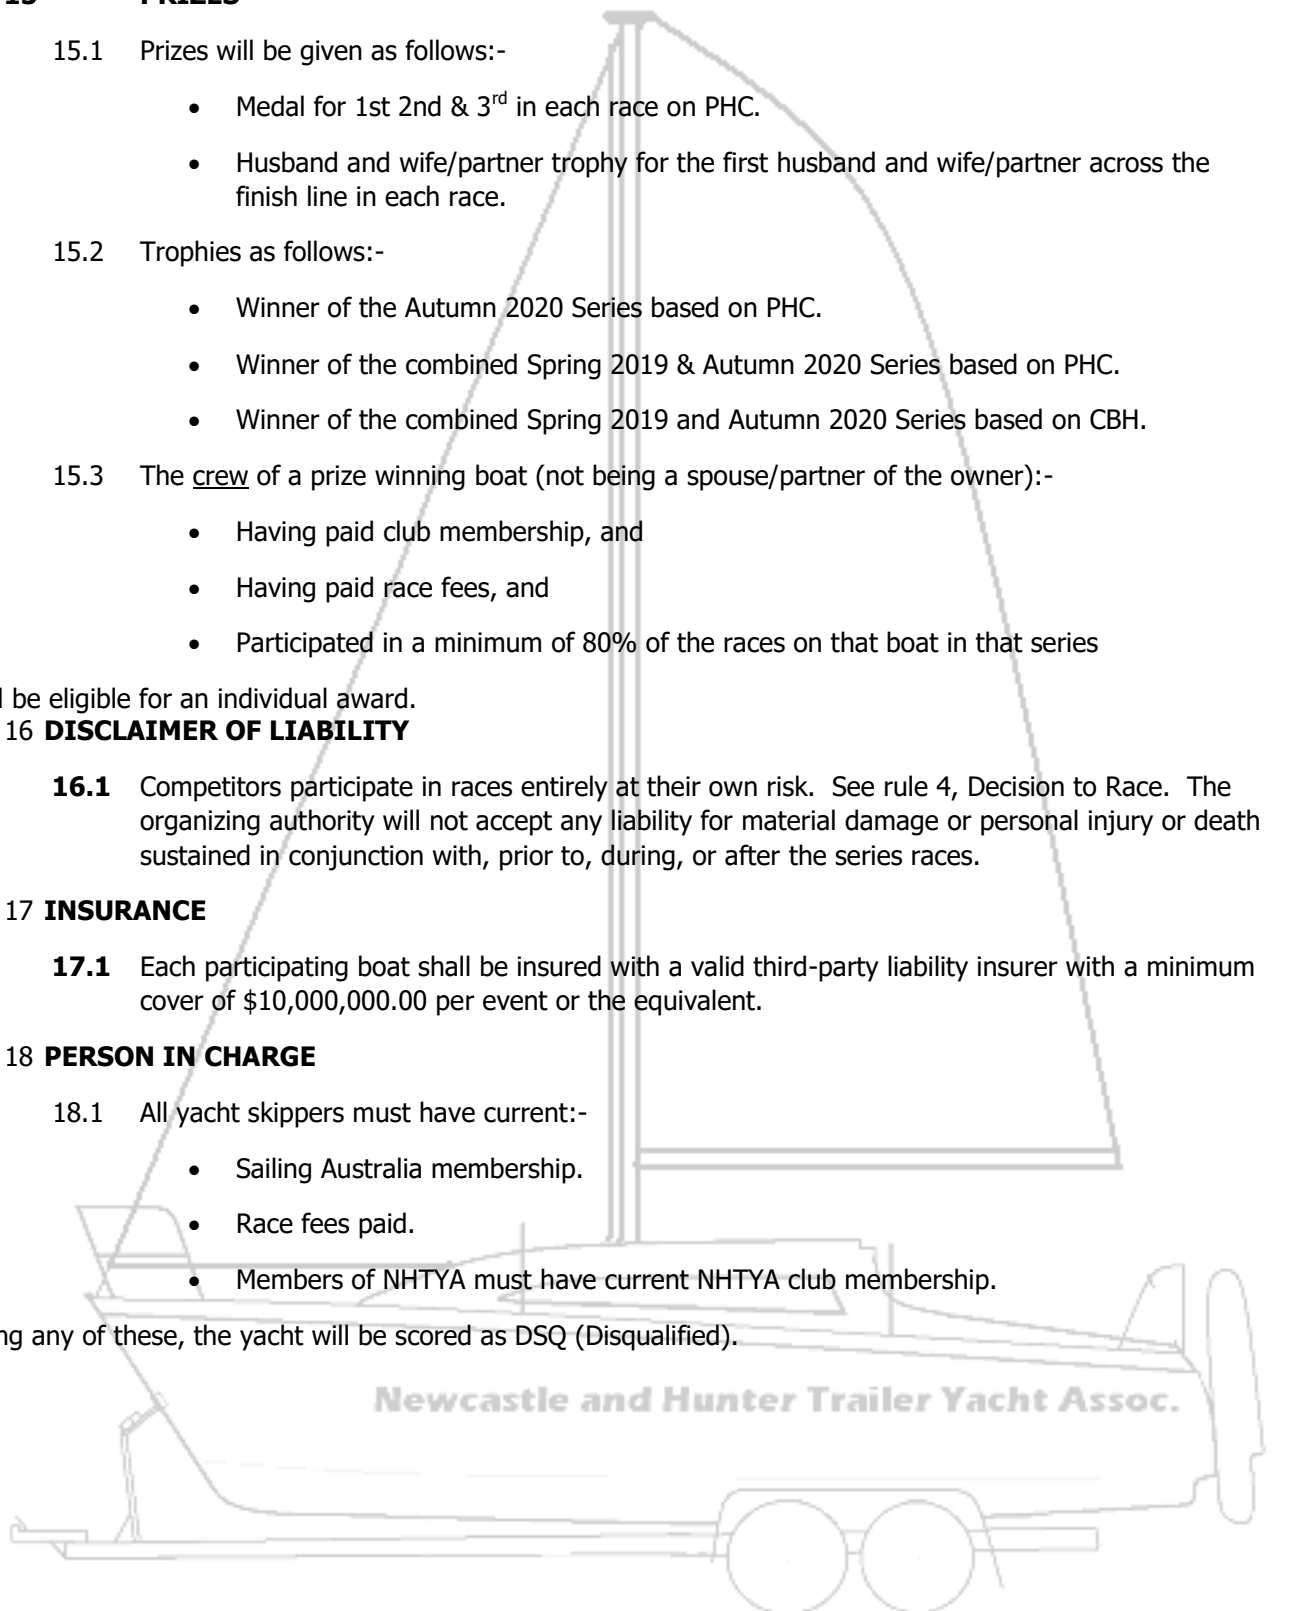 15.1 Prizes will be given as follows:-
• Medal for 1st 2nd & 3rd in each race on PHC.
• Husband and wife/partner trophy for the first husband and wife/partner across the
finish line in each race.
15.2 Trophies as follows:-
• Winner of the Autumn 2020 Series based on PHC.
• Winner of the combined Spring 2019 & Autumn 2020 Series based on PHC.
• Winner of the combined Spring 2019 and Autumn 2020 Series based on CBH.
15.3 The crew of a prize winning boat (not being a spouse/partner of the owner):-
• Having paid club membership, and
• Having paid race fees, and
• Participated in a minimum of 80% of the races on that boat in that series
be eligible for an individual award.
16 DISCLAIMER OF LIABILITY
16.1 Competitors participate in races entirely at their own risk. See rule 4, Decision to Race. The
organizing authority will not accept any liability for material damage or personal injury or death
sustained in conjunction with, prior to, during, or after the series races.
17 INSURANCE
17.1 Each participating boat shall be insured with a valid third-party liability insurer with a minimum
cover of $10,000,000.00 per event or the equivalent.
18 PERSON IN CHARGE
18.1 All yacht skippers must have current:-
• Sailing Australia membership.
• Race fees paid.
• Members of NHTYA must have current NHTYA club membership.
any of these, the yacht will be scored as DSQ (Disqualified).
Newcastle and Hunter Trailer Yacht Assoc.